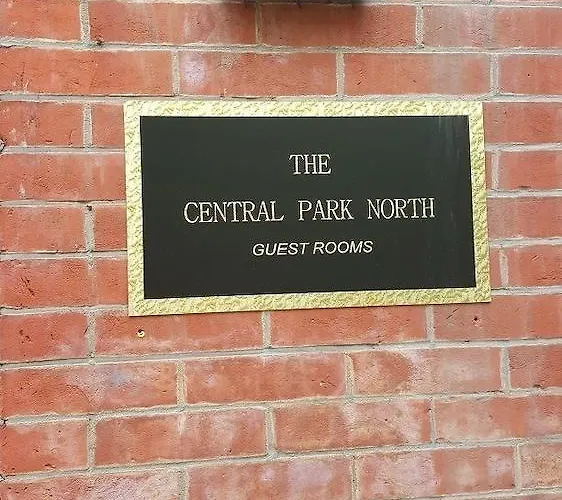 THE
CENTRAL PARK NORTH
GUEST ROOMS